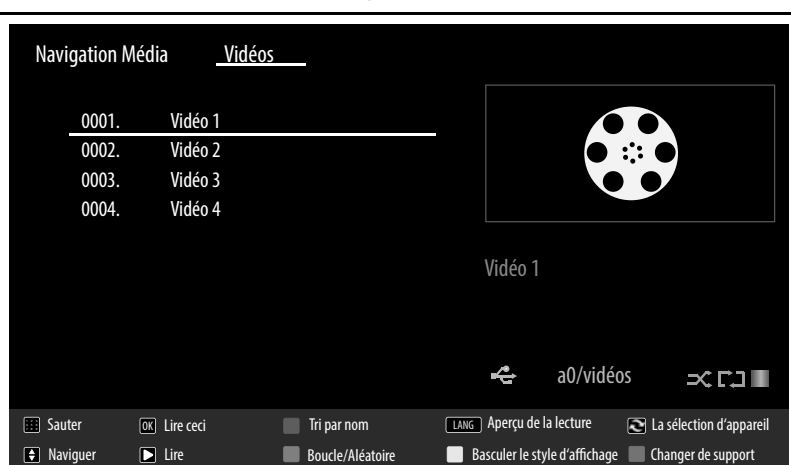 Navigation Média Vidéos
0001. Vidéo 1
0002. Vidéo 2
0003. Vidéo 3
0004. Vidéo 4
Vidéo 1
a0/vidéos
Sauter OK Lire ceci Tri par nom LANG Aperçu de la lecture La sélection d'appareil
Naviguer Lire Boucle/Aléatoire Basculer le style d'affichage Changer de support